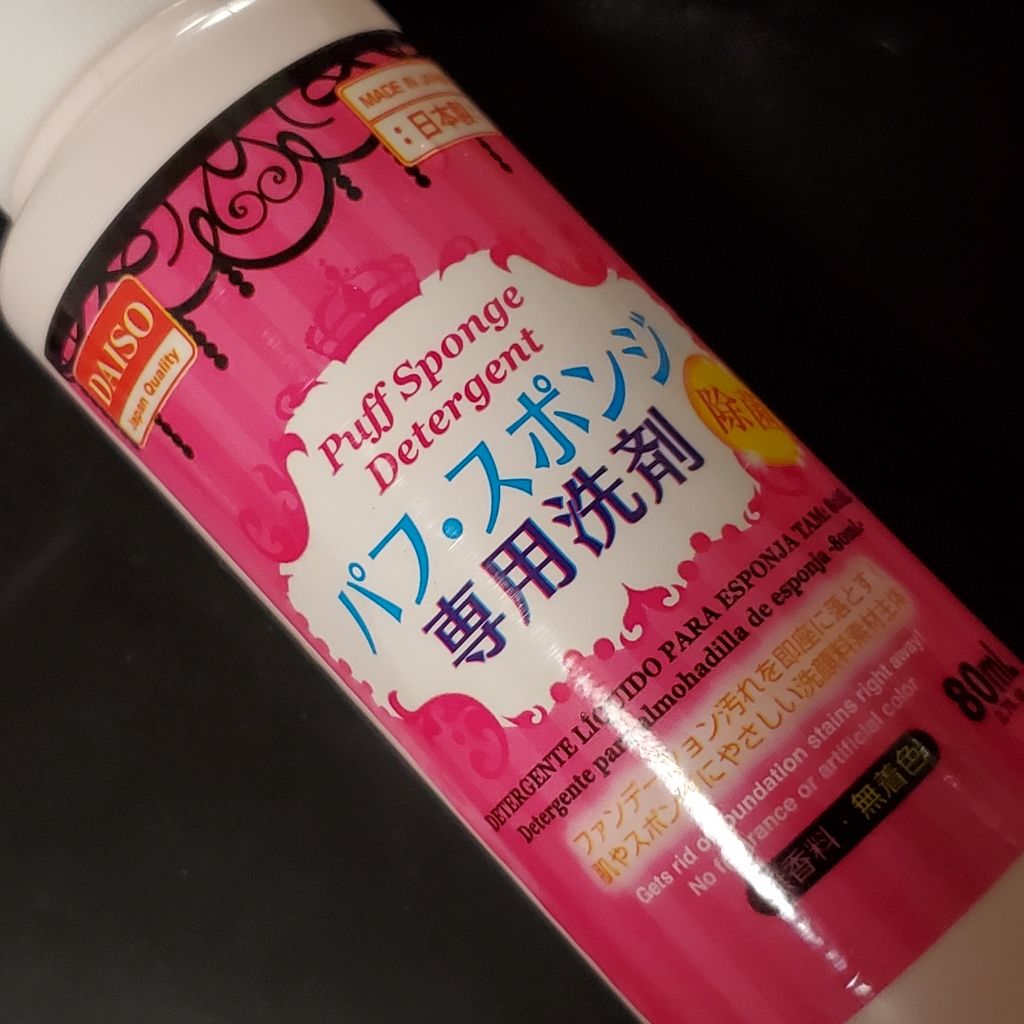 MADE IN
:日本製
DAISO
Japan Quality
Puff Sponge
Detergent
パフ・スポンジ
専用洗剤
除菌
DETERGENTE LÍQUIDO PARA ESPONJA TAM: 80mL
Detergente para almohadilla de esponja -80mL
ファンデーション汚れを即座に落とす!
肌やスポンジにやさしい洗顔料素材主体
Gets rid of foundation stains right away!
No fragrance or artificial color
80mL
香料・無着色